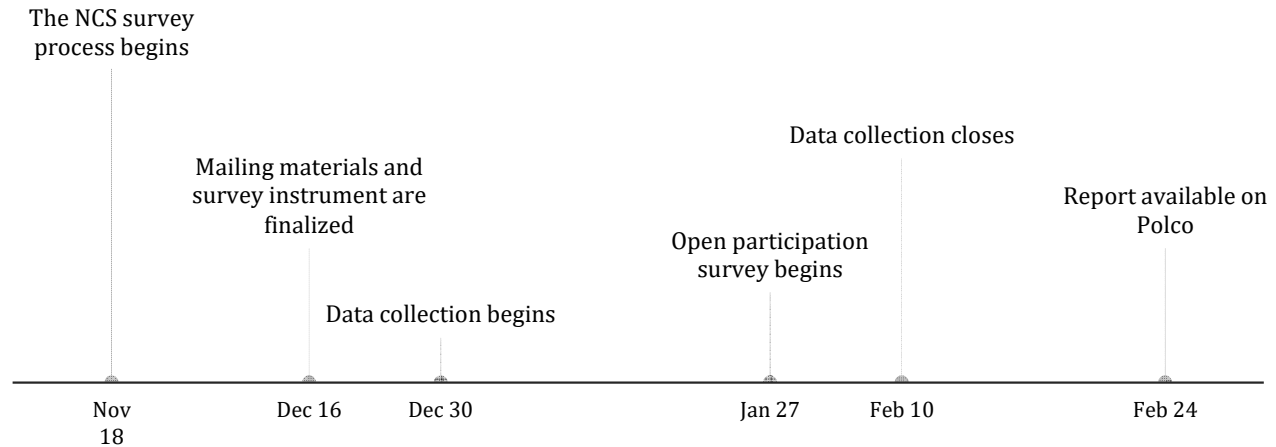 The NCS survey
process begins
Data collection closes
Mailing materials and
survey instrument are
finalized
Report available on
Polco
Open participation
survey begins
Data collection begins
Nov
18
Dec 16
Dec 30
Jan 27
Feb 10
Feb 24